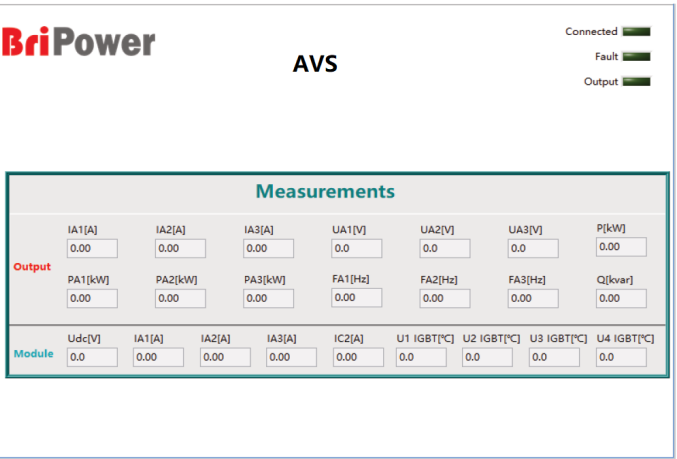 BriPower
AVS
Connected
Fault
Output
Measurements
IA1[A] IA2[A] IA3[A] UA1[V] UA2[V] UA3[V] P[kW]
0.00 0.00 0.00 0.0 0.0 0.0 0.00
Output
PA1[kW] PA2[kW] PA3[kW] FA1[Hz] FA2[Hz] FA3[Hz] Q[kvar]
0.00 0.00 0.00 0.00 0.00 0.00 0.00
Udc[V] IA1[A] IA2[A] IA3[A] IC2[A] U1 IGBT[℃] U2 IGBT[℃] U3 IGBT[℃] U4 IGBT[℃]
Module 0.0 0.00 0.00 0.00 0.00 0.0 0.0 0.0 0.0